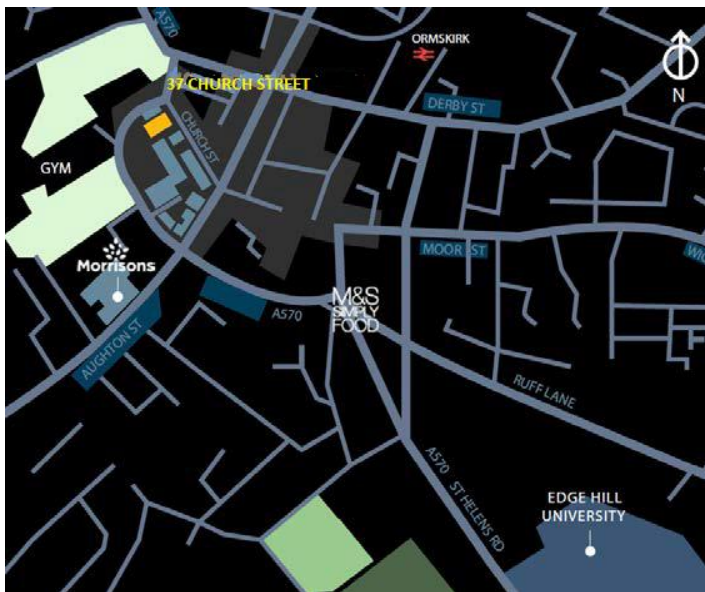 A570
ORMSKIRK
37 CHURCH STREET
N
DERBY ST
CHURCH ST
GYM
MOOR ST
Morrisons
M&S
SIMPLY
FOOD
A570
AUGHTON ST
RUFF LANE
A570 ST HELENS RD
EDGE HILL
UNIVERSITY